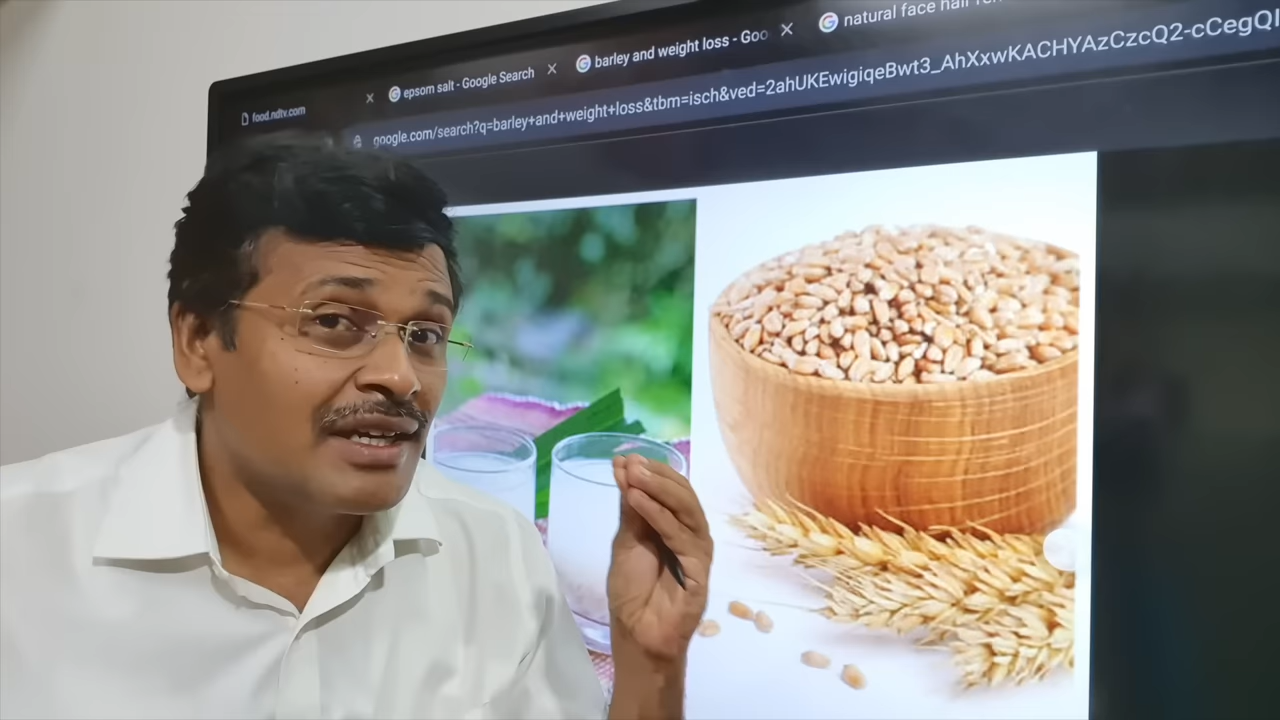 food.ndtv.com
epsom salt - Google Search
barley and weight loss - Goo
natural face hair
google.com/search?q=barley+and+weight+loss&tbm=isch&ved=2ahUKEwigiqeBwt3_AhXxwKACHYAzCzcQ2-cCegQI